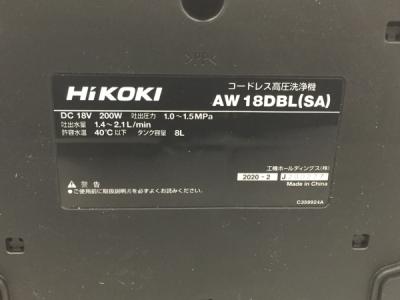 >PP<
コードレス高圧洗浄機
HiKOKI
AW 18DBL(SA)
DC 18V 200W 吐出圧力 1.0~1.5MPa
吐出水量 1.4~2.1L/min
許容水温 40℃以下 タンク容量 8L
工機ホールディングス(株)
2020-2
Made in China
警告
●ご使用前に取扱説明書を必ずよくお読みください。
C359924A